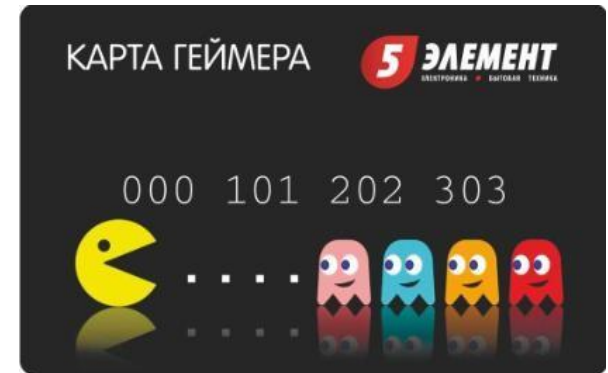 КАРТА ГЕЙМЕРА
5 ЭЛЕМЕНТ
ЭЛЕКТРОНИКА И БЫТОВАЯ ТЕХНИКА
000 101 202 303